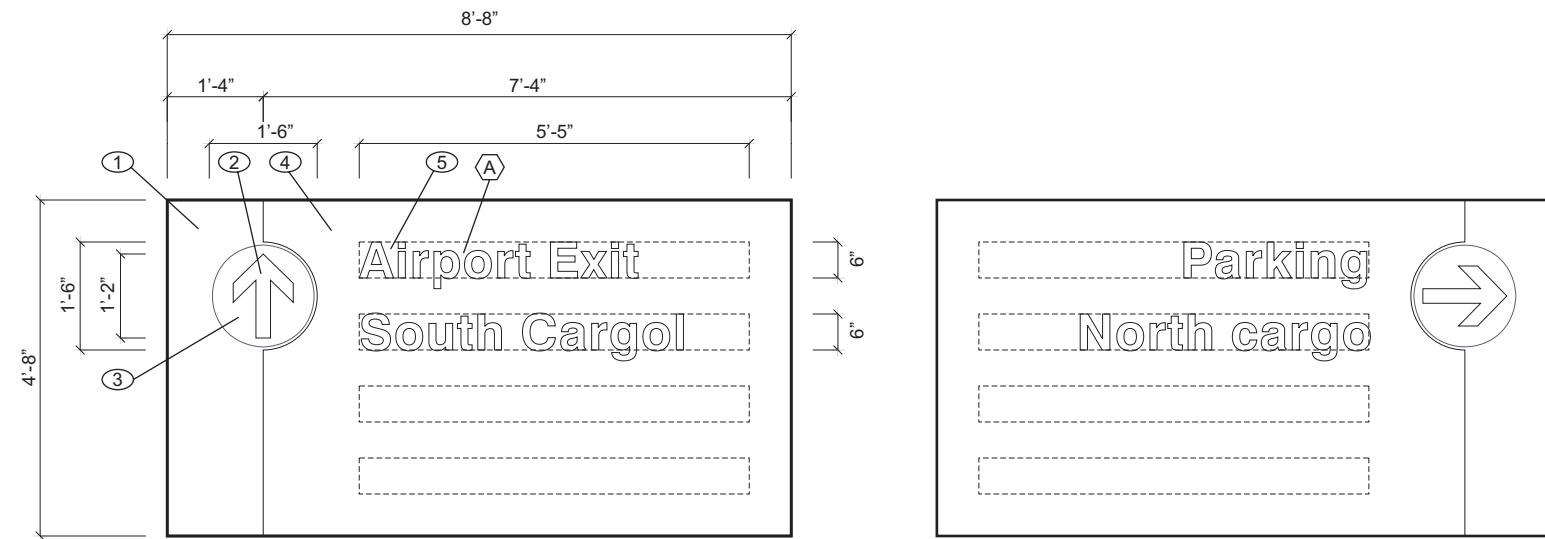 8’-8”
1’-4” 7’-4”
1’-6” 5’-5”
1 2 4 5 A
Airport Exit
South Cargol
6”
6”
1’-6” 1’-2”
4’-8”
3
Parking
North cargo